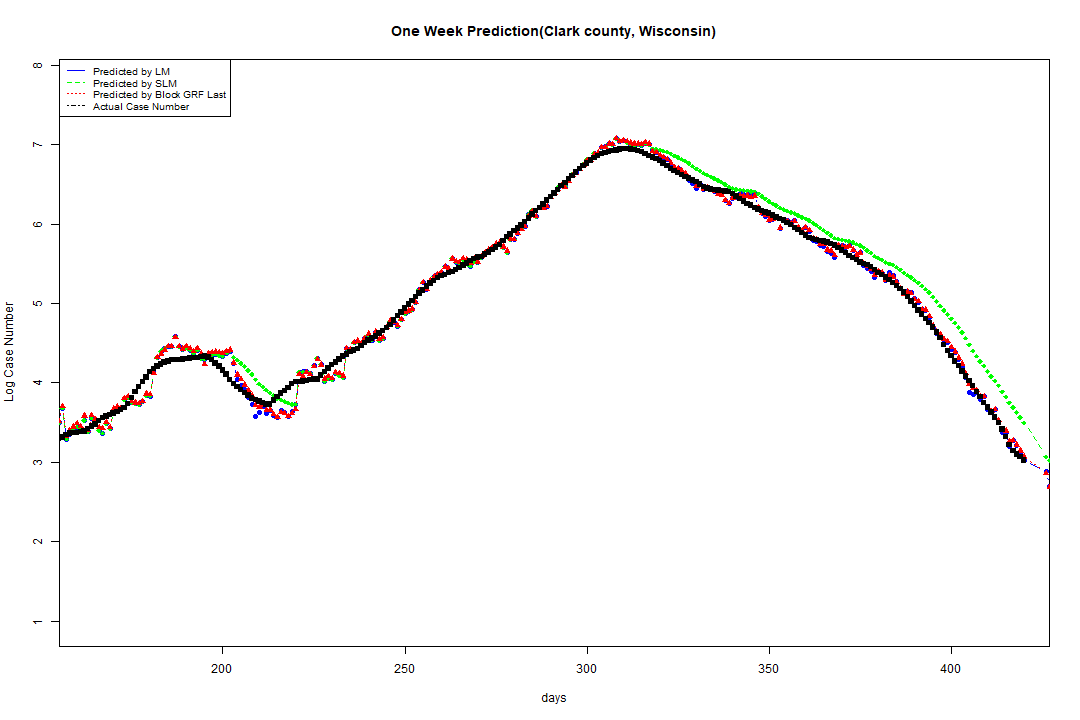 One Week Prediction(Clark county, Wisconsin)
Predicted by LM
Predicted by SLM
Predicted by Block GRF Last
Actual Case Number
8
7
6
5
4
3
2
1
Log Case Number
200 250 300 350 400
days